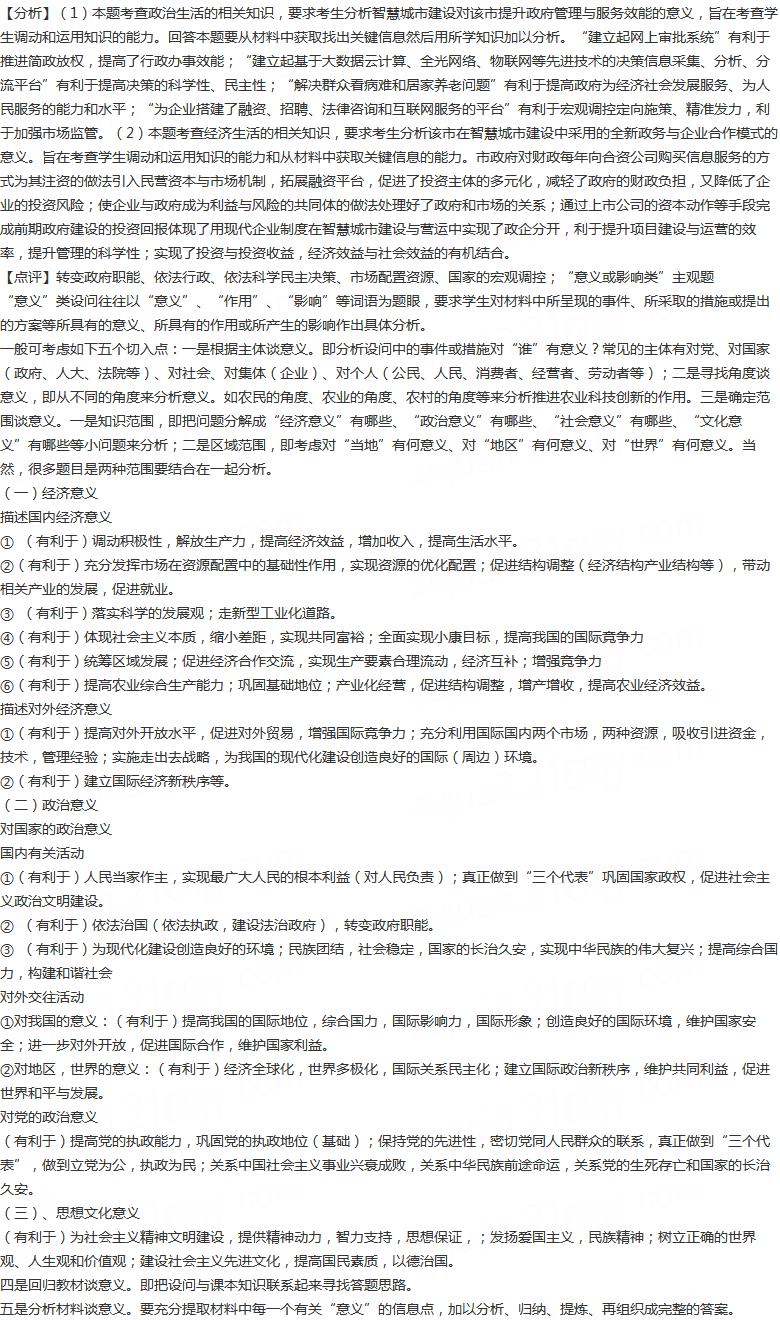 【分析】（1）本题考查政治生活的相关知识，要求考生分析智慧城市建设对该市提升政府管理与服务效能的意义，旨在考查学
生调动和运用知识的能力。回答本题要从材料中获取找出关键信息然后用所学知识加以分析。“建立起网上审批系统”有利于
推进简政放权，提高了行政办事效能；“建立起基于大数据云计算、全光网络、物联网等先进技术的决策信息采集、分析、分
流平台”有利于提高决策的科学性、民主性；“解决群众看病难和居家养老问题”有利于提高政府为经济社会发展服务、为人
民服务的能力和水平；“为企业搭建了融资、招聘、法律咨询和互联网服务的平台”有利于宏观调控定向施策、精准发力，利
于加强市场监管。（2）本题考查经济生活的相关知识，要求考生分析该市在智慧城市建设中采用的全新政务与企业合作模式的
意义。旨在考查学生调动和运用知识的能力和从材料中获取关键信息的能力。市政府对财政每年向合资公司购买信息服务的方
式为其注资的做法引入民营资本与市场机制，拓展融资平台，促进了投资主体的多元化，减轻了政府的财政负担，又降低了企
业的投资风险；使企业与政府成为利益与风险的共同体的做法处理好了政府和市场的关系；通过上市公司的资本动作等手段完
成前期政府建设的投资回报体现了用现代企业制度在智慧城市建设与营运中实现了政企分开，利于提升项目建设与运营的效
率，提升管理的科学性；实现了投资与投资收益，经济效益与社会效益的有机结合。
【点评】转变政府职能、依法行政、依法科学民主决策、市场配置资源、国家的宏观调控；“意义或影响类”主观题
“意义”类设问往往以“意义”、“作用”、“影响”等词语为题眼，要求学生对材料中所呈现的事件、所采取的措施或提出
的方案等所具有的意义、所具有的作用或所产生的影响作出具体分析。
一般可考虑如下五个切入点：一是根据主体谈意义。即分析设问中的事件或措施对“谁”有意义？常见的主体有对党、对国家
（政府、人大、法院等）、对社会、对集体（企业）、对个人（公民、人民、消费者、经营者、劳动者等）；二是寻找角度谈
意义，即从不同的角度来分析意义。如农民的角度、农业的角度、农村的角度等来分析推进农业科技创新的作用。三是确定范
围谈意义。一是知识范围，即把问题分解成“经济意义”有哪些、“政治意义”有哪些、“社会意义”有哪些、“文化意
义”有哪些等小问题来分析；二是区域范围，即考虑对“当地”有何意义、对“地区”有何意义、对“世界”有何意义。当
然，很多题目是两种范围要结合在一起分析。
（一）经济意义
描述国内经济意义
① （有利于）调动积极性，解放生产力，提高经济效益，增加收入，提高生活水平。
②（有利于）充分发挥市场在资源配置中的基础性作用，实现资源的优化配置；促进结构调整（经济结构产业结构等），带动
相关产业的发展，促进就业。
③ （有利于）落实科学的发展观；走新型工业化道路。
④（有利于）体现社会主义本质，缩小差距，实现共同富裕；全面实现小康目标，提高我国的国际竞争力
⑤（有利于）统筹区域发展；促进经济合作交流，实现生产要素合理流动，经济互补；增强竞争力
⑥（有利于）提高农业综合生产能力；巩固基础地位；产业化经营，促进结构调整，增产增收，提高农业经济效益。
描述对外经济意义
①（有利于）提高对外开放水平，促进对外贸易，增强国际竞争力；充分利用国际国内两个市场，两种资源，吸收引进资金，
技术，管理经验；实施走出去战略，为我国的现代化建设创造良好的国际（周边）环境。
②（有利于）建立国际经济新秩序等。
（二）政治意义
对国家的政治意义
国内有关活动
①（有利于）人民当家作主，实现最广大人民的根本利益（对人民负责）；真正做到“三个代表”巩固国家政权，促进社会主
义政治文明建设。
② （有利于）依法治国（依法执政，建设法治政府），转变政府职能。
③ （有利于）为现代化建设创造良好的环境；民族团结，社会稳定，国家的长治久安，实现中华民族的伟大复兴；提高综合国
力，构建和谐社会
对外交往活动
①对我国的意义：（有利于）提高我国的国际地位，综合国力，国际影响力，国际形象；创造良好的国际环境，维护国家安
全；进一步对外开放，促进国际合作，维护国家利益。
②对地区，世界的意义：（有利于）经济全球化，世界多极化，国际关系民主化；建立国际政治新秩序，维护共同利益，促进
世界和平与发展。
对党的政治意义
（有利于）提高党的执政能力，巩固党的执政地位（基础）；保持党的先进性，密切党同人民群众的联系，真正做到“三个代
表”，做到立党为公，执政为民；关系中国社会主义事业兴衰成败，关系中华民族前途命运，关系党的生死存亡和国家的长治
久安。
（三）、思想文化意义
（有利于）为社会主义精神文明建设，提供精神动力，智力支持，思想保证，；发扬爱国主义，民族精神；树立正确的世界
观、人生观和价值观；建设社会主义先进文化，提高国民素质，以德治国。
四是回归教材谈意义。即把设问与课本知识联系起来寻找答题思路。
五是分析材料谈意义。要充分提取材料中每一个有关“意义”的信息点，加以分析、归纳、提炼、再组织成完整的答案。